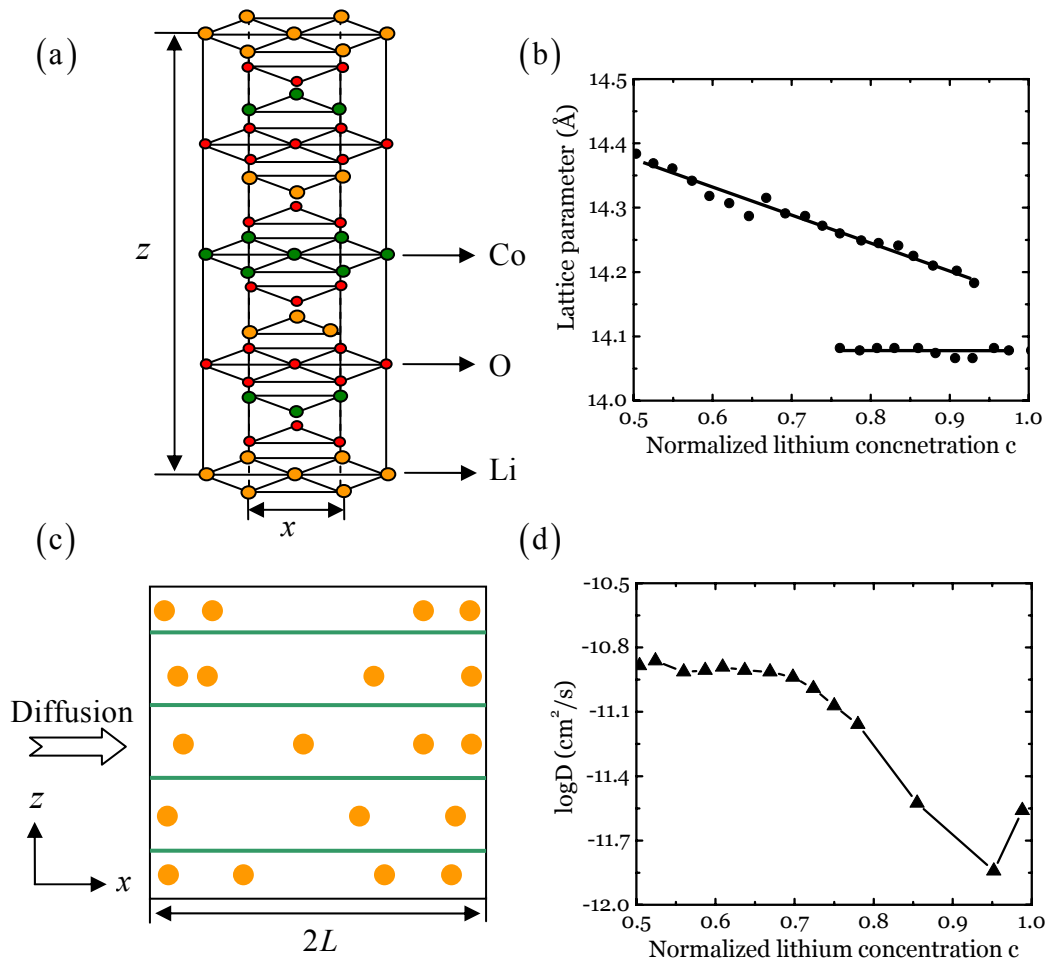 (a)
z
Co
O
Li
x
(b)
Lattice parameter (Å)
14.5
14.4
14.3
14.2
14.1
14.0
0.5 0.6 0.7 0.8 0.9 1.0
Normalized lithium concnetration c
(c)
Diffusion
z
x
2L
(d)
logD (cm²/s)
-10.5
-10.8
-11.1
-11.4
-11.7
-12.0
0.5 0.6 0.7 0.8 0.9 1.0
Normalized lithium concentration c